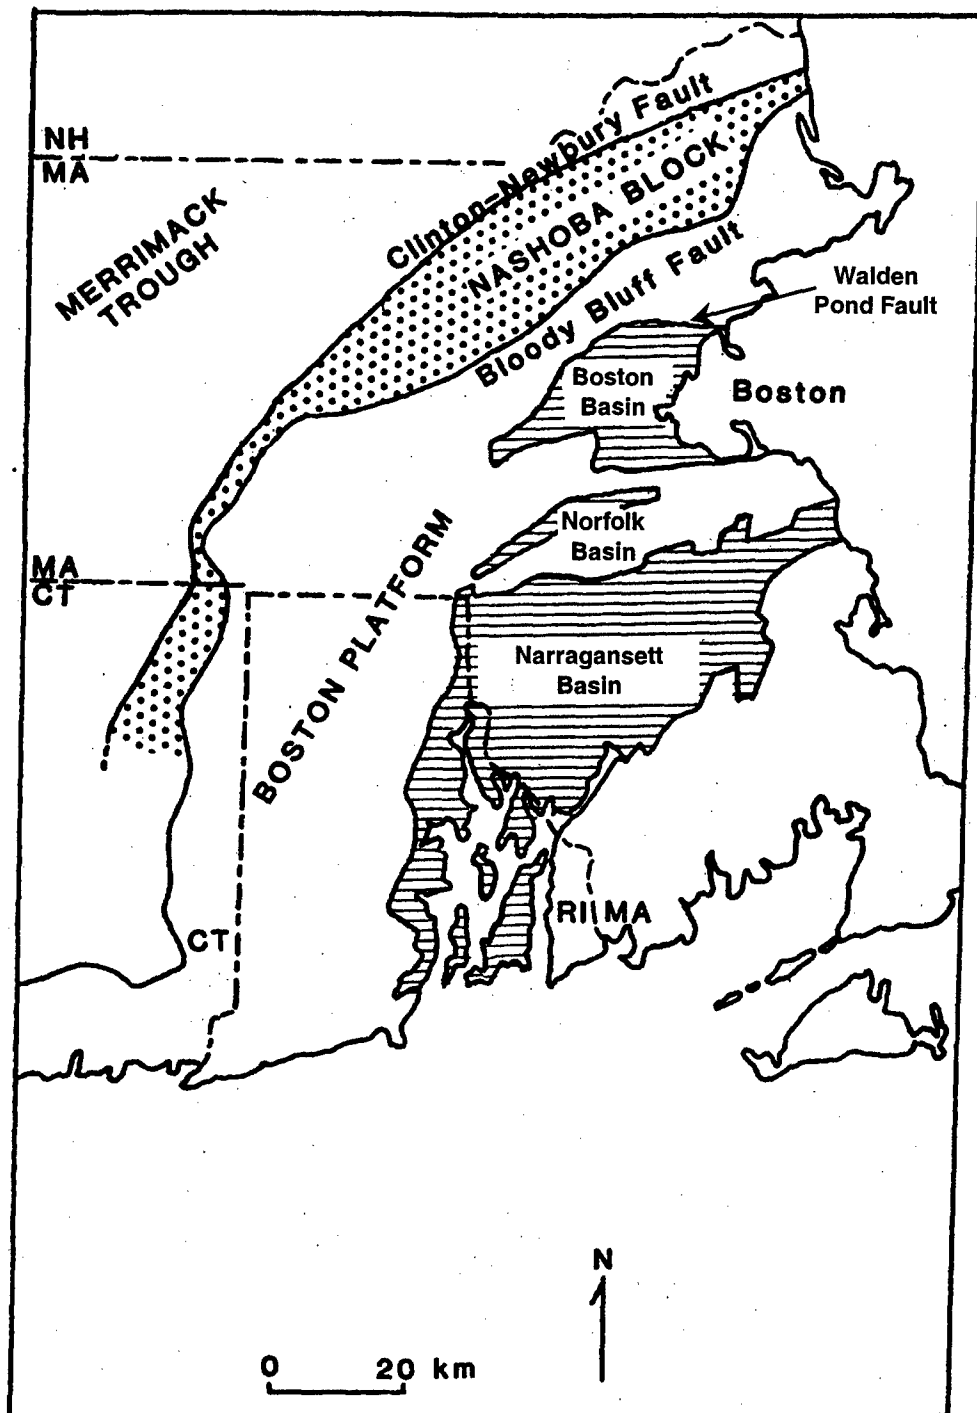 NH
MA
Clinton-Newbury Fault
NASHOBA BLOCK
MERRIMACK
TROUGH
Bloody Bluff Fault
Walden
Pond Fault
Boston
Basin
Boston
Norfolk
Basin
MA
CT
BOSTON PLATFORM
Narragansett
Basin
RI MA
CT
N
0 20 km